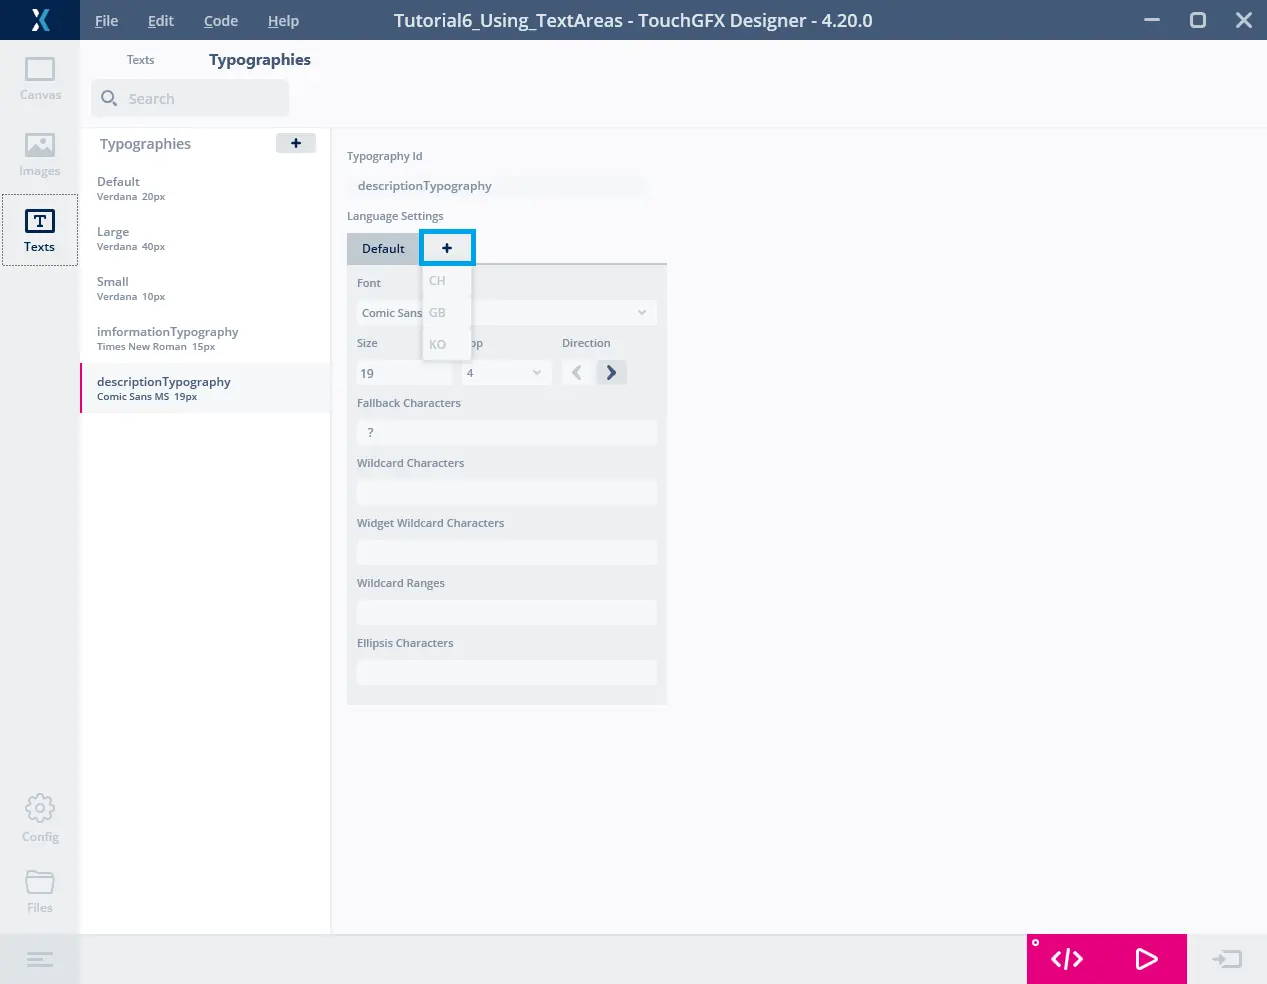 File Edit Code Help
Tutorial6_Using_TextAreas - TouchGFX Designer - 4.20.0
Canvas
Images
T
Texts
Config
Files
Texts
Typographies
Search
Typographies
+
Default
Verdana 20px
Large
Verdana 40px
Small
Verdana 10px
imformationTypography
Times New Roman 15px
descriptionTypography
Comic Sans MS 19px
Typography Id
descriptionTypography
Language Settings
Default
+
CH
GB
KO
Font
Comic Sans
Size
Direction
19
4
Fallback Characters
?
Wildcard Characters
Widget Wildcard Characters
Wildcard Ranges
Ellipsis Characters